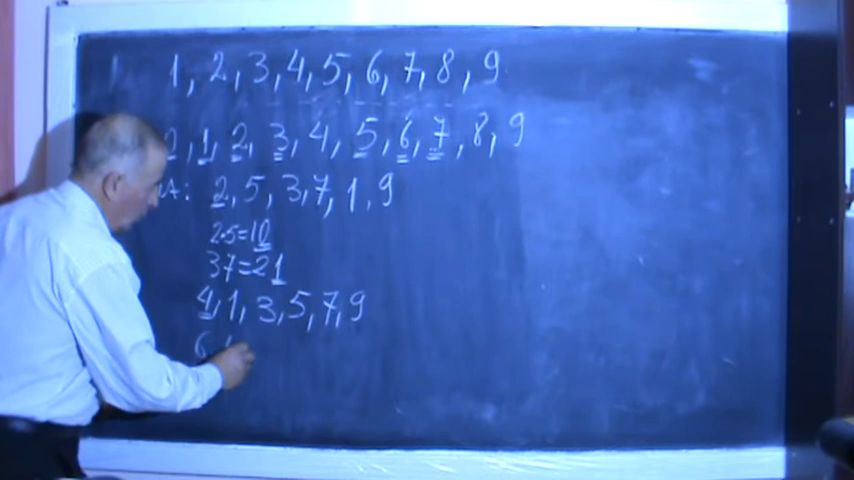 1, 2, 3, 4, 5, 6, 7, 8, 9
, 1, 2, 3, 4, 5, 6, 7, 8, 9
A: 2, 5, 3, 7, 1, 9
2·5=10
3 7=21
4, 1, 3, 5, 7, 9
6